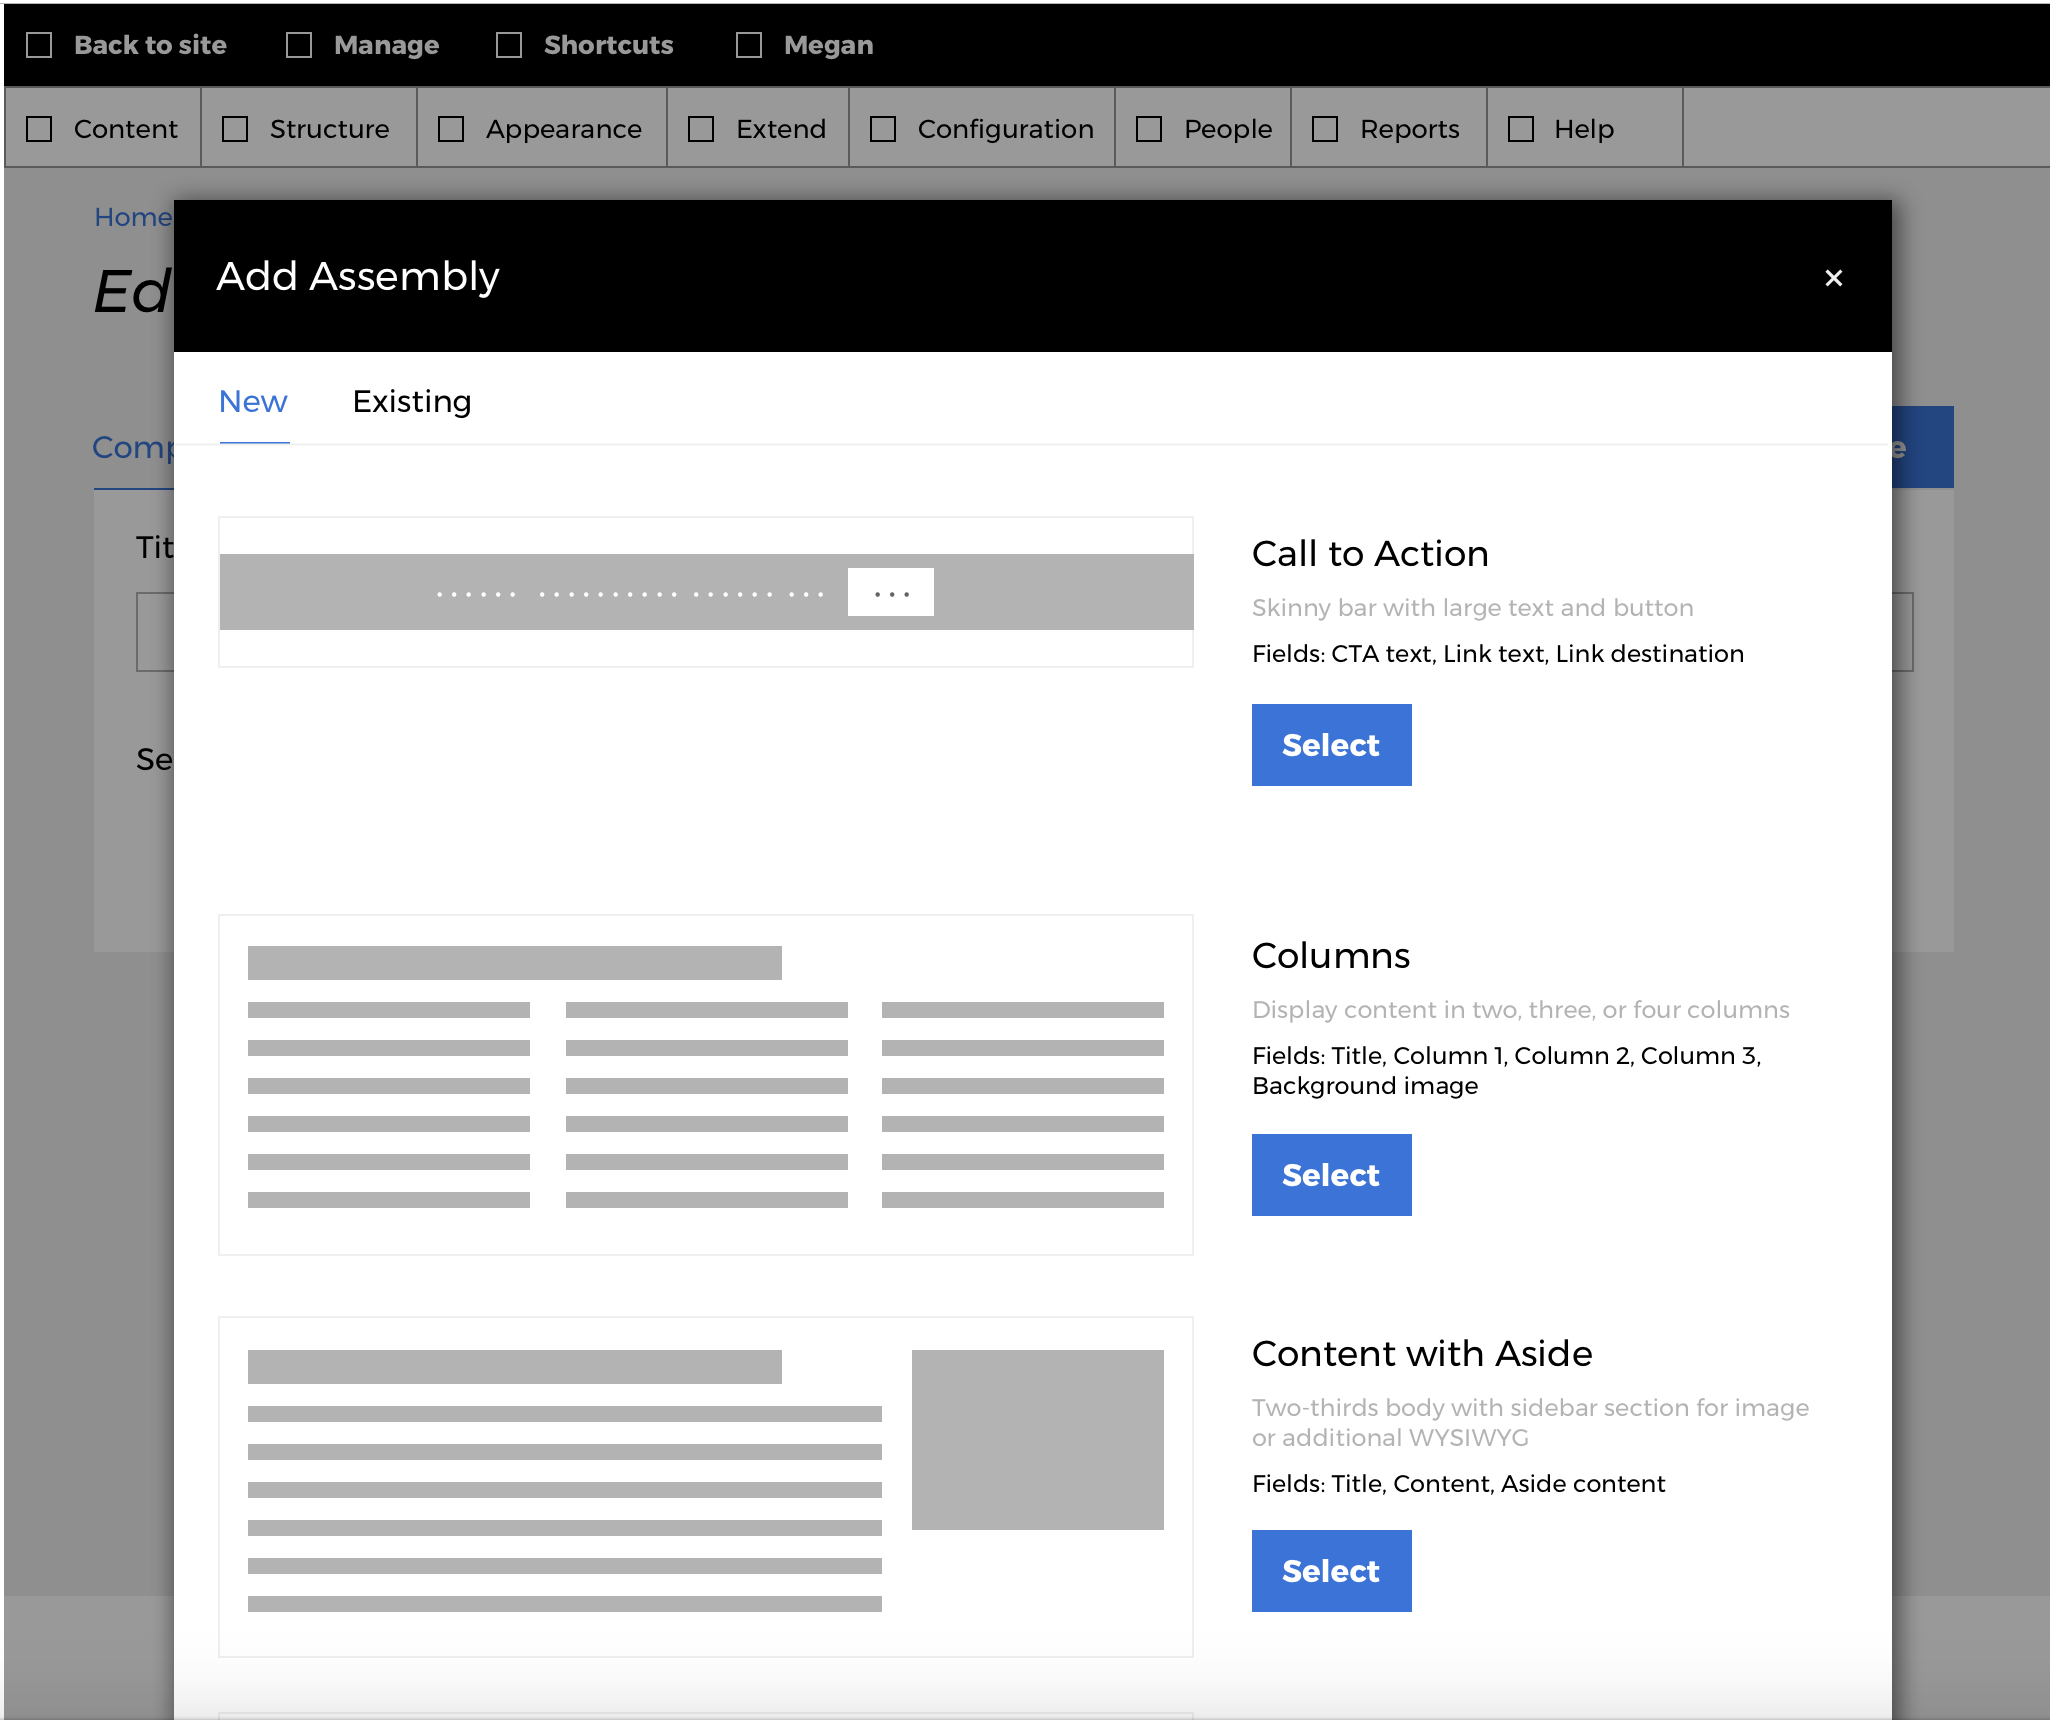 Back to site Manage Shortcuts Megan
Content Structure Appearance Extend Configuration People Reports Help
Home
Add Assembly
New Existing
Call to Action
Skinny bar with large text and button
Fields: CTA text, Link text, Link destination
Select
Columns
Display content in two, three, or four columns
Fields: Title, Column 1, Column 2, Column 3,
Background image
Select
Content with Aside
Two-thirds body with sidebar section for image
or additional WYSIWYG
Fields: Title, Content, Aside content
Select